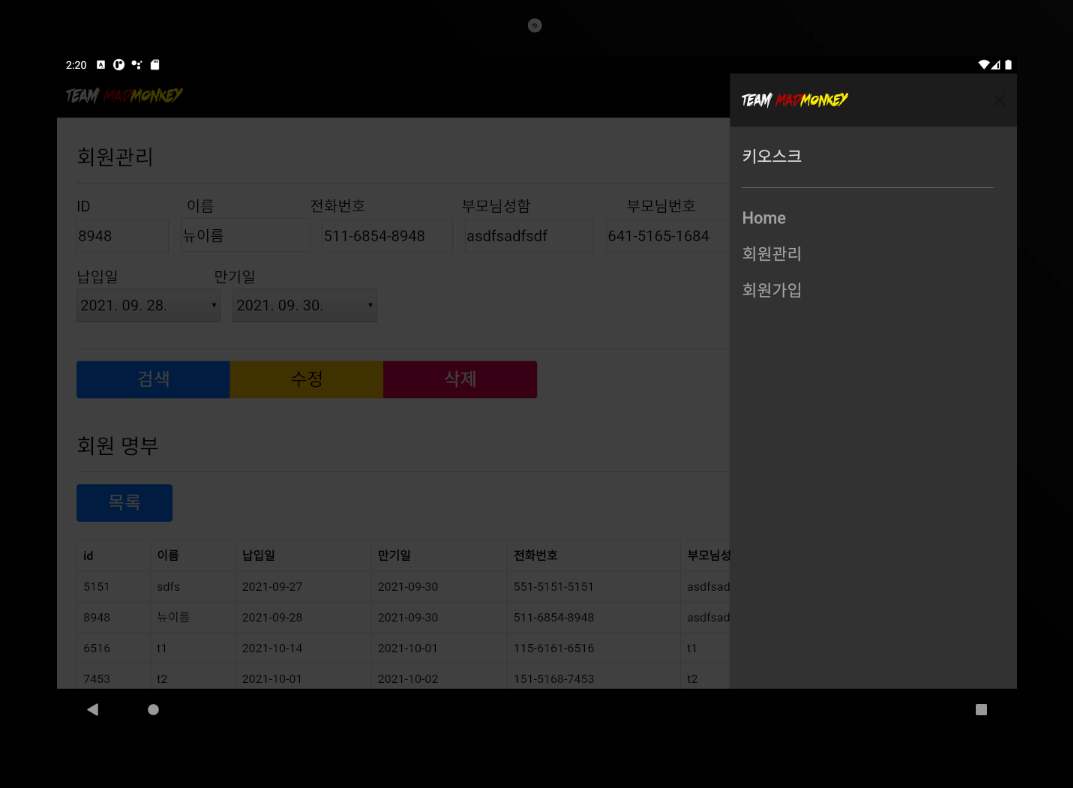 2:20
TEAM MADMONKEY
TEAM MADMONKEY
키오스크
Home
회원관리
회원가입
회원관리
ID 이름 전화번호 부모님성함 부모님번호
8948 뉴이름 511-6854-8948 asdfsadfsdf 641-5165-1684
납입일 만기일
2021. 09. 28. 2021. 09. 30.
검색 수정 삭제
회원 명부
목록
id 이름 납입일 만기일 전화번호 부모님성
5151 sdfs 2021-09-27 2021-09-30 551-5151-5151 asdfsad
8948 뉴이름 2021-09-28 2021-09-30 511-6854-8948 asdfsad
6516 t1 2021-10-14 2021-10-01 115-6161-6516 t1
7453 t2 2021-10-01 2021-10-02 151-5168-7453 t2